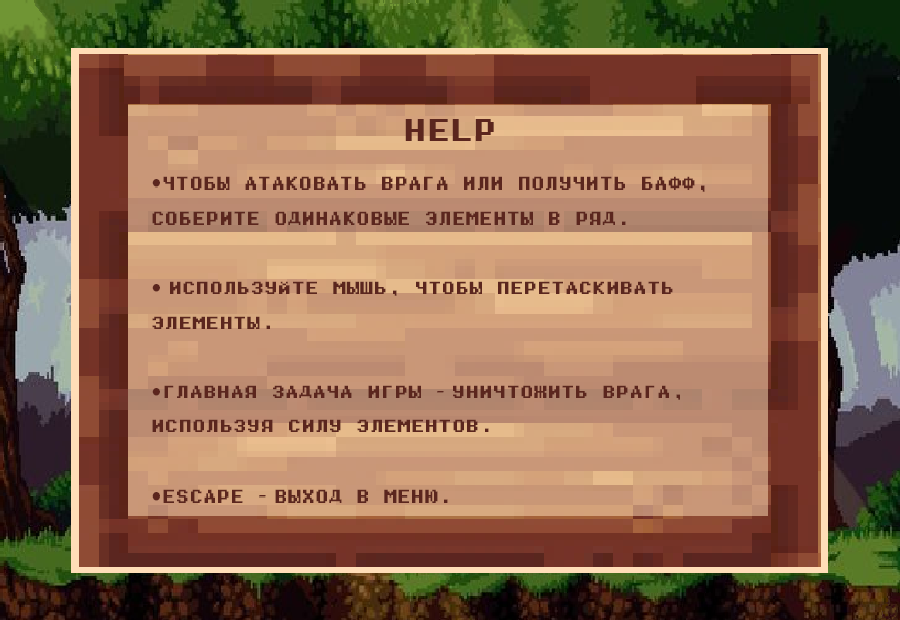 HELP
•ЧТОБЫ АТАКОВАТЬ ВРАГА ИЛИ ПОЛУЧИТЬ БАФФ,
СОБЕРИТЕ ОДИНАКОВЫЕ ЭЛЕМЕНТЫ В РЯД.
• ИСПОЛЬЗУЙТЕ МЫШЬ, ЧТОБЫ ПЕРЕТАСКИВАТЬ
ЭЛЕМЕНТЫ.
•ГЛАВНАЯ ЗАДАЧА ИГРЫ - УНИЧТОЖИТЬ ВРАГА,
ИСПОЛЬЗУЯ СИЛУ ЭЛЕМЕНТОВ.
•ESCAPE - ВЫХОД В МЕНЮ.